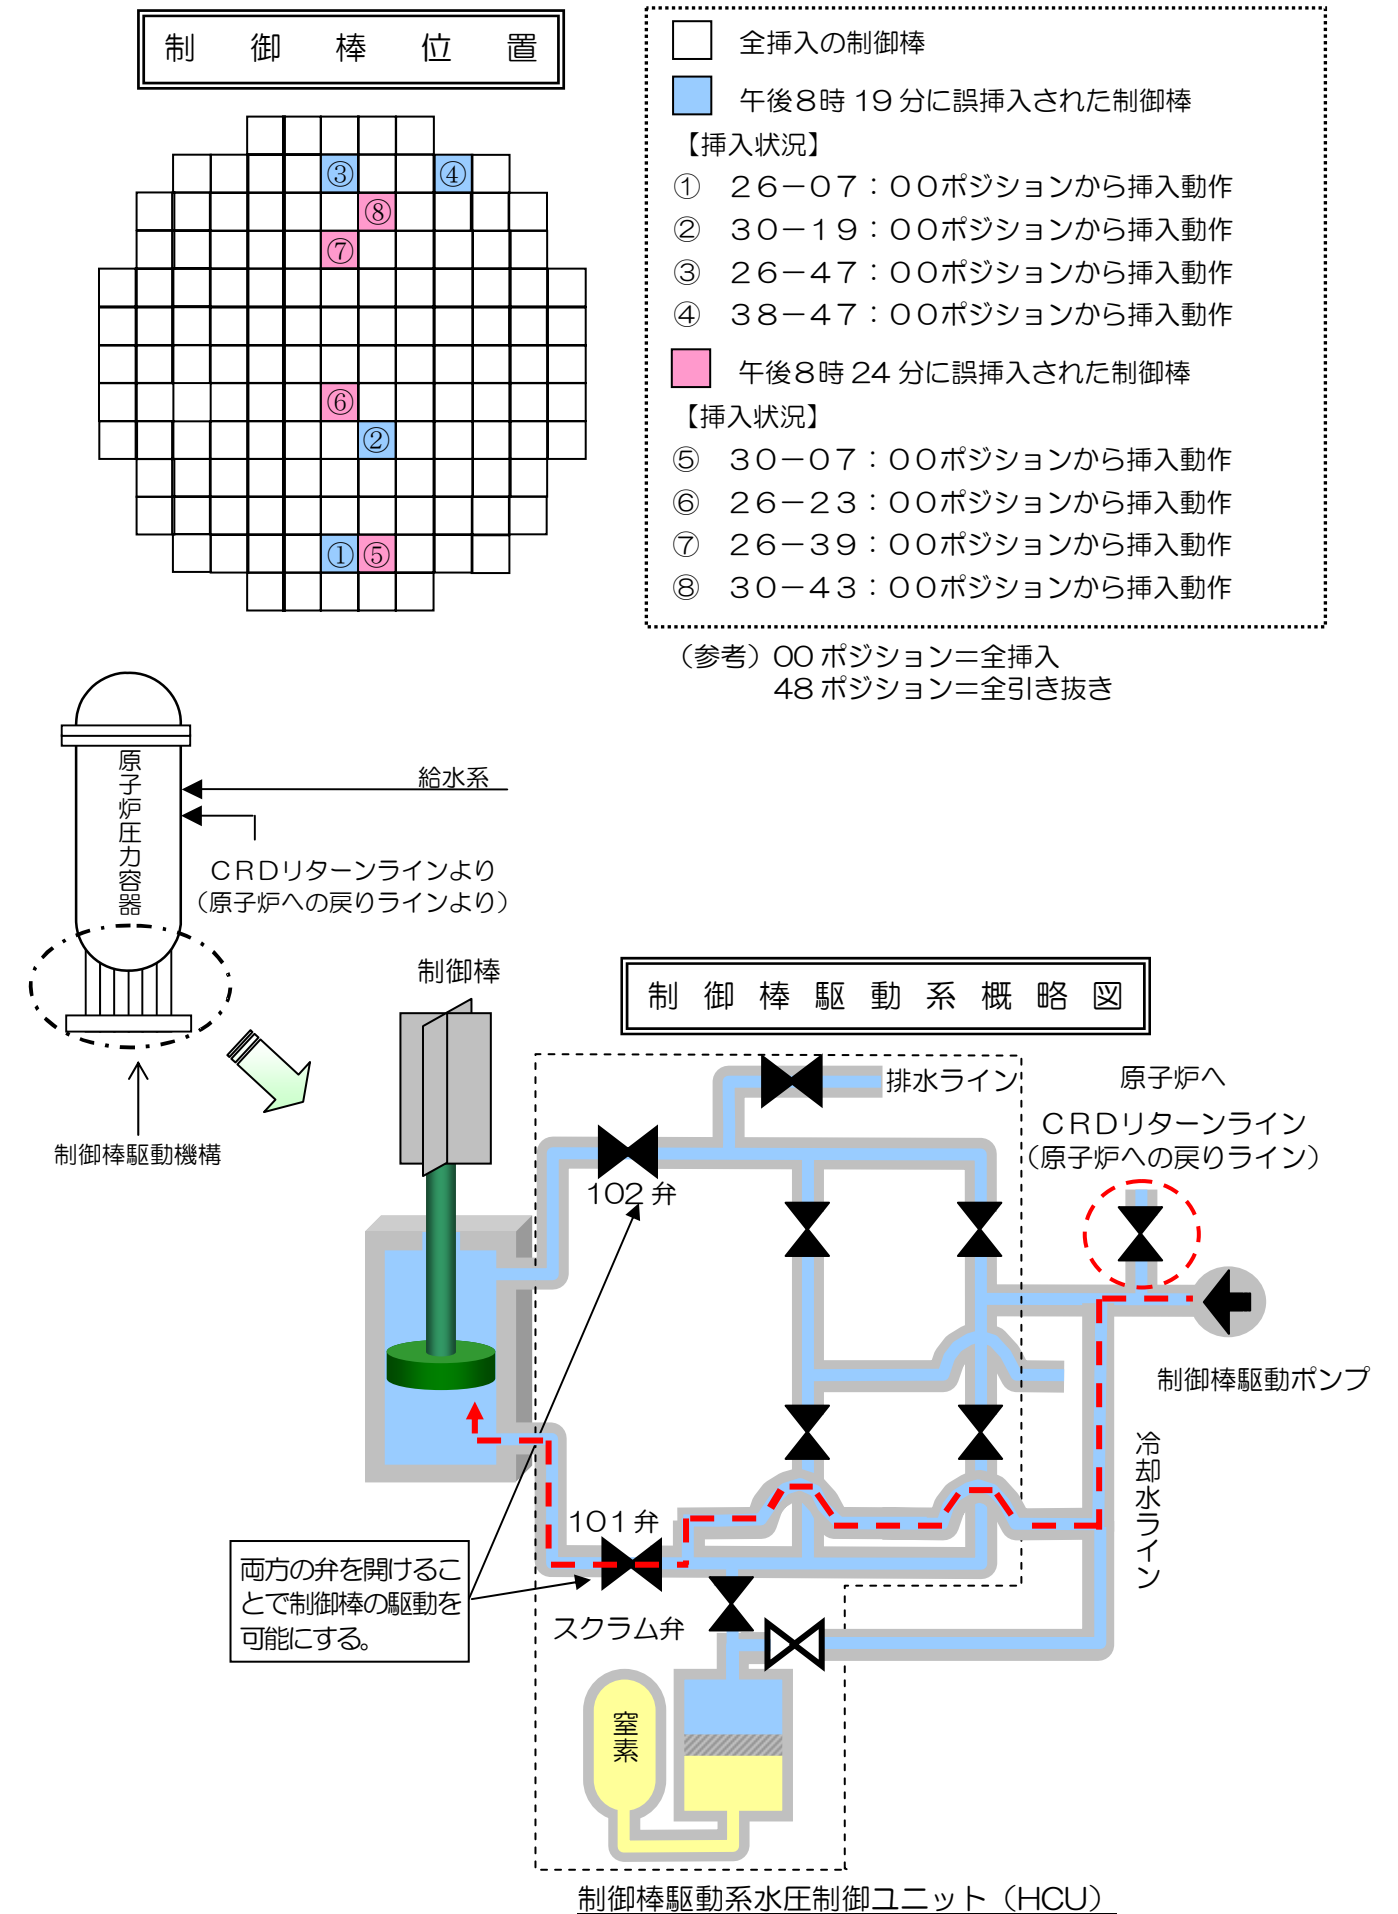 制御棒位置
③
④
⑧
⑦
⑥
②
①
⑤
全挿入の制御棒
午後８時19分に誤挿入された制御棒
【挿入状況】
① ２６－０７：００ポジションから挿入動作
② ３０－１９：００ポジションから挿入動作
③ ２６－４７：００ポジションから挿入動作
④ ３８－４７：００ポジションから挿入動作
午後８時24分に誤挿入された制御棒
【挿入状況】
⑤ ３０－０７：００ポジションから挿入動作
⑥ ２６－２３：００ポジションから挿入動作
⑦ ２６－３９：００ポジションから挿入動作
⑧ ３０－４３：００ポジションから挿入動作
（参考）00ポジション＝全挿入
48ポジション＝全引き抜き
原子炉圧力容器
給水系
ＣＲＤリターンラインより
（原子炉への戻りラインより）
制御棒駆動機構
制御棒
制御棒駆動系概略図
排水ライン
原子炉へ
ＣＲＤリターンライン
（原子炉への戻りライン）
102弁
制御棒駆動ポンプ
冷却水ライン
101弁
両方の弁を開けるこ
とで制御棒の駆動を
可能にする。
スクラム弁
窒素
制御棒駆動系水圧制御ユニット（HCU）